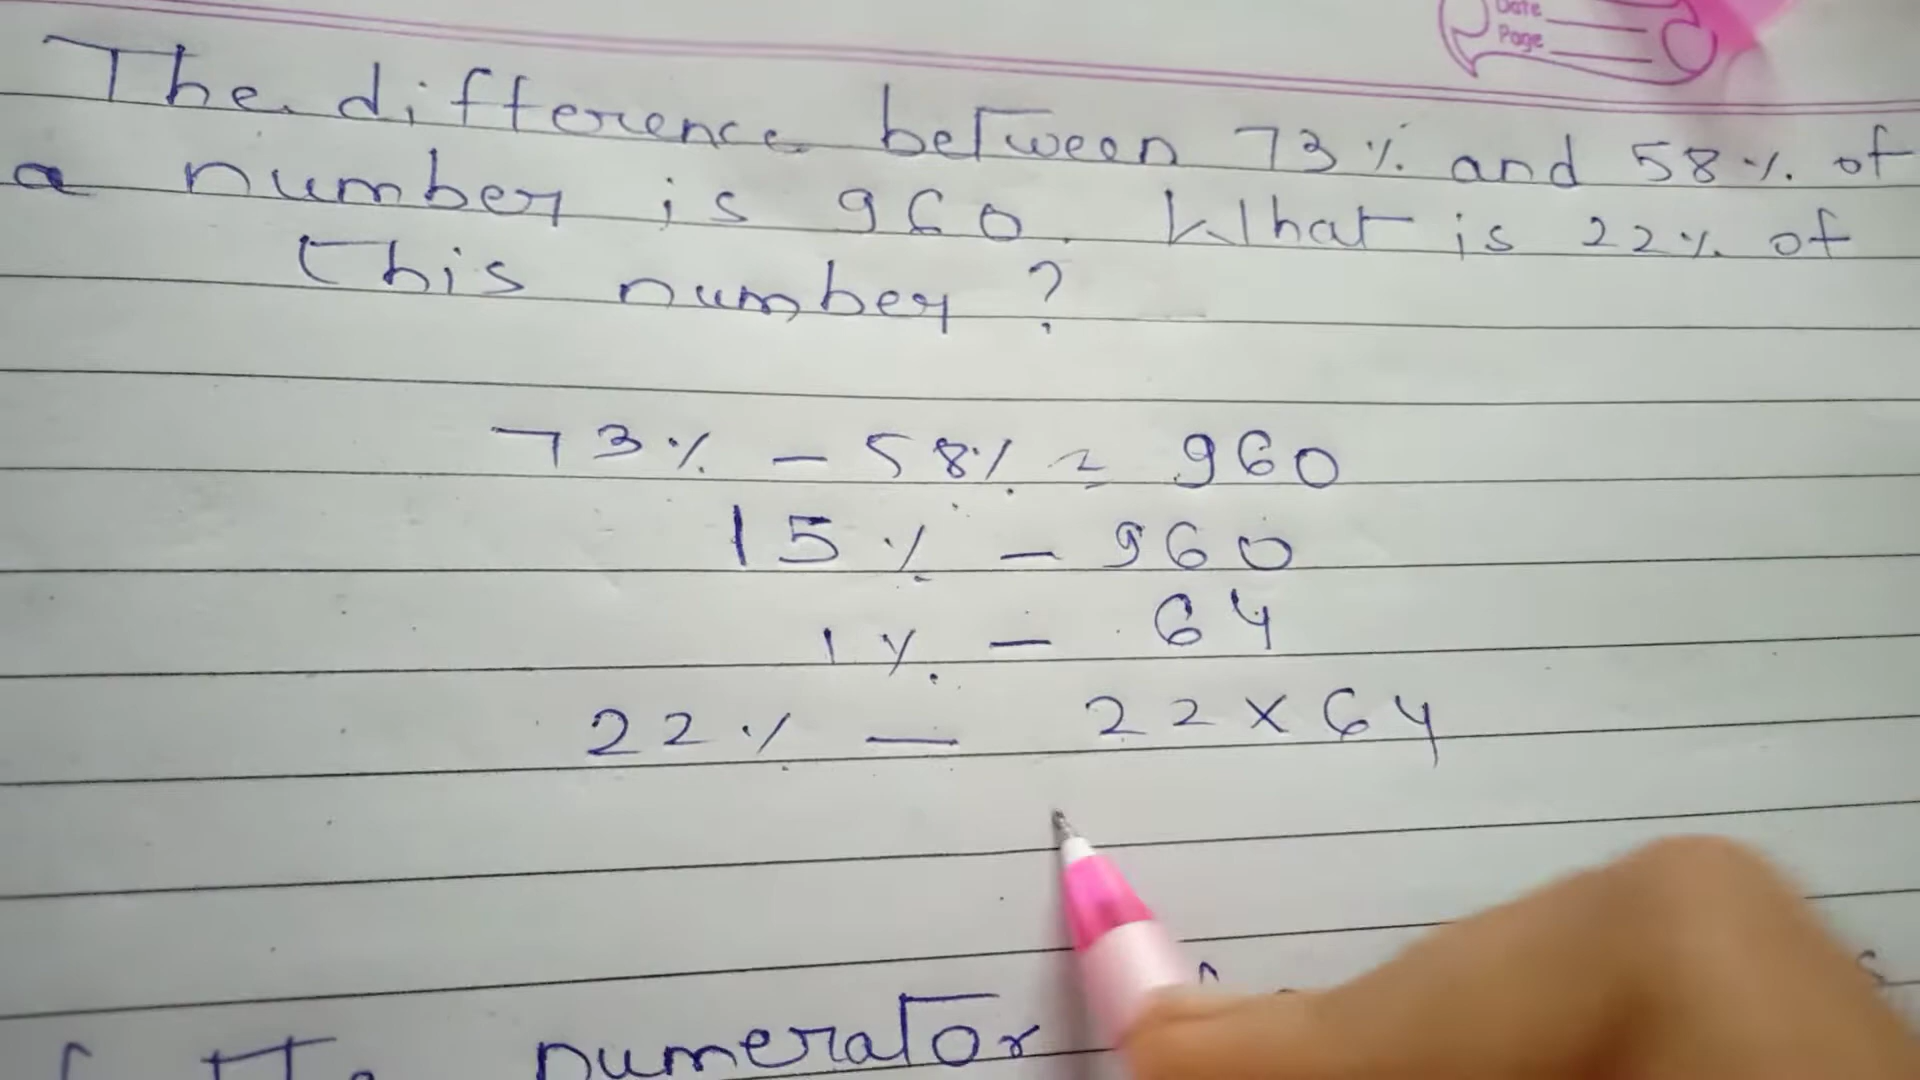 Date
Page
The difference between 73% and 58% of
a number is 960. What is 22% of
this number?
73% - 58% = 960
15% - 960
1% - 64
22% - 22 x 64
numerator